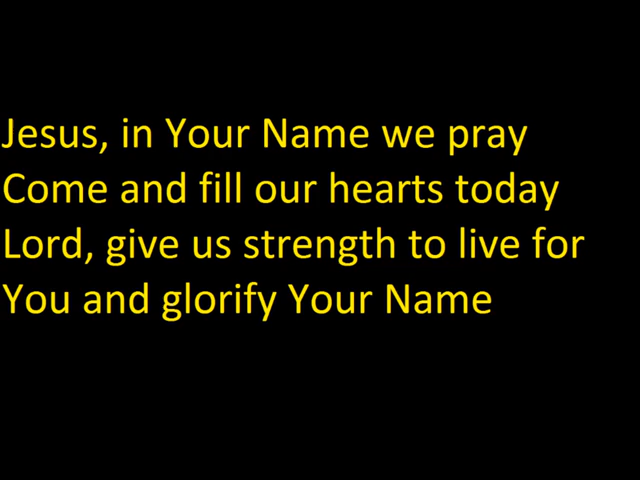 Jesus, in Your Name we pray
Come and fill our hearts today
Lord, give us strength to live for
You and glorify Your Name